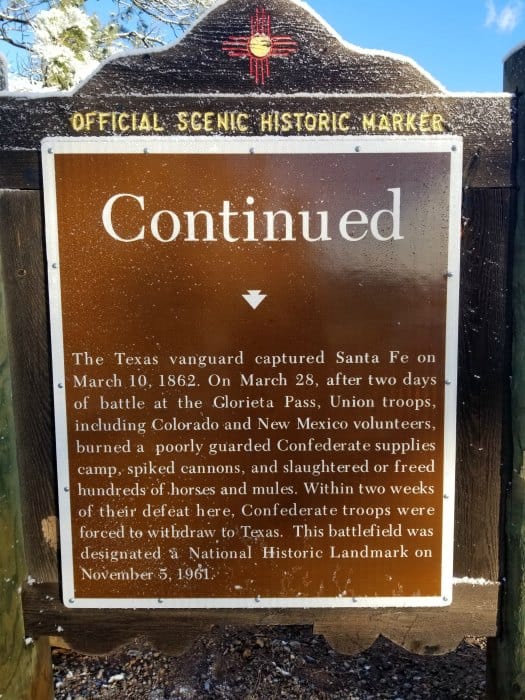 OFFICIAL SCENIC HISTORIC MARKER
Continued
The Texas vanguard captured Santa Fe on
March 10, 1862. On March 28, after two days
of battle at the Glorieta Pass, Union troops,
including Colorado and New Mexico volunteers,
burned a poorly guarded Confederate supplies
camp, spiked cannons, and slaughtered or freed
hundreds of horses and mules. Within two weeks
of their defeat here, Confederate troops were
forced to withdraw to Texas. This battlefield was
designated a National Historic Landmark on
November 5, 1961.